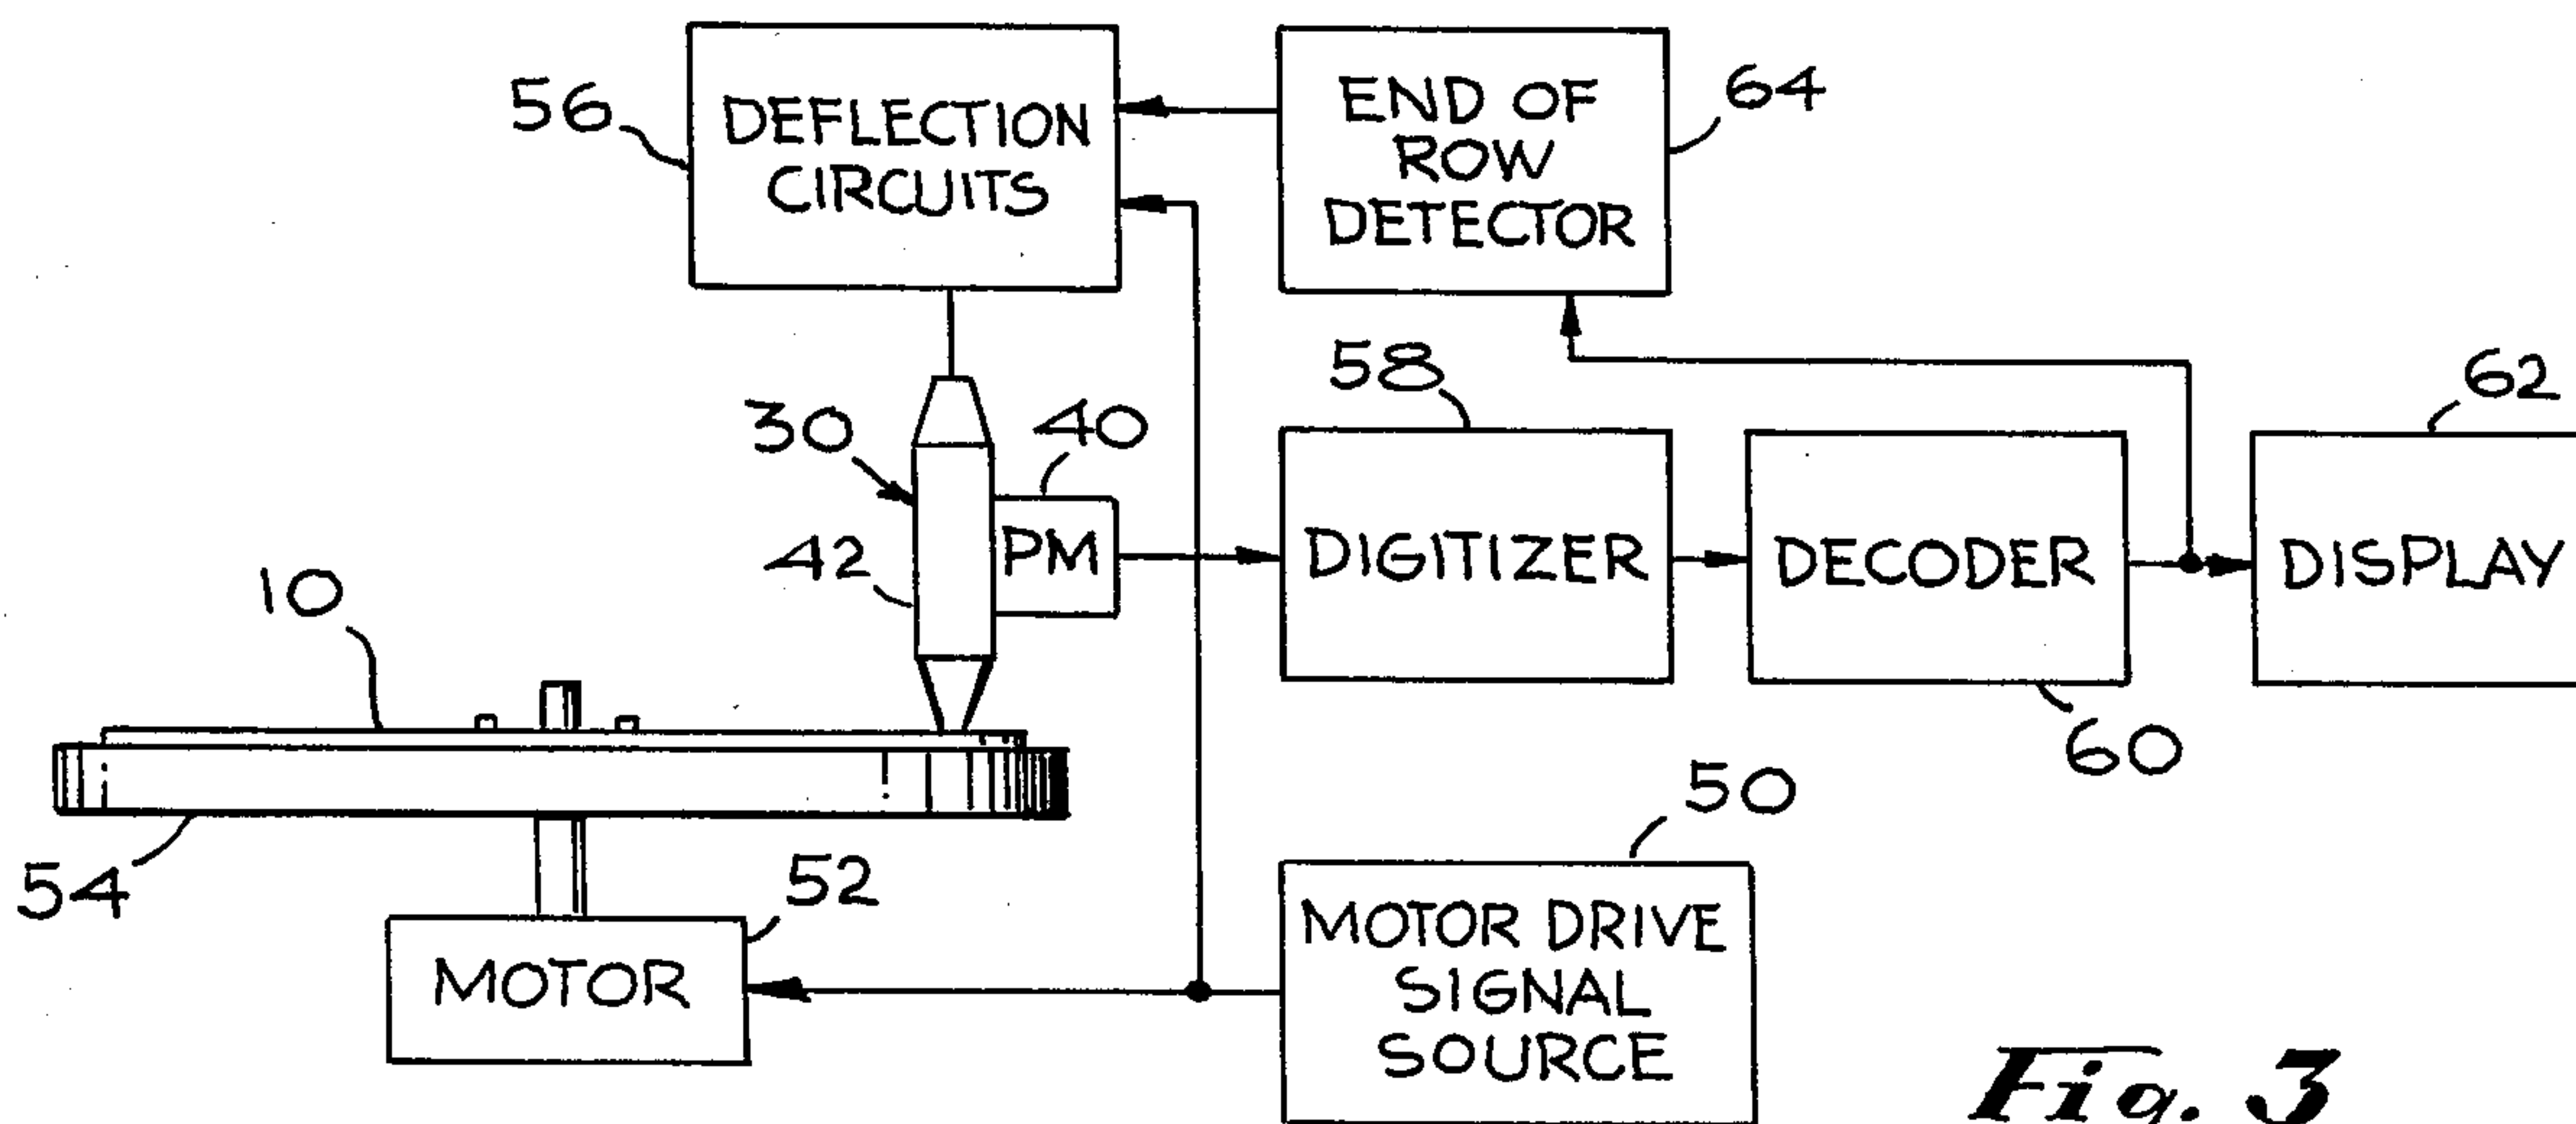 56
DEFLECTION
CIRCUITS
END OF
ROW
DETECTOR
64
30
40
42
PM
58
DIGITIZER
DECODER
60
62
DISPLAY
10
54
52
MOTOR
50
MOTOR DRIVE
SIGNAL
SOURCE
Fig. 3